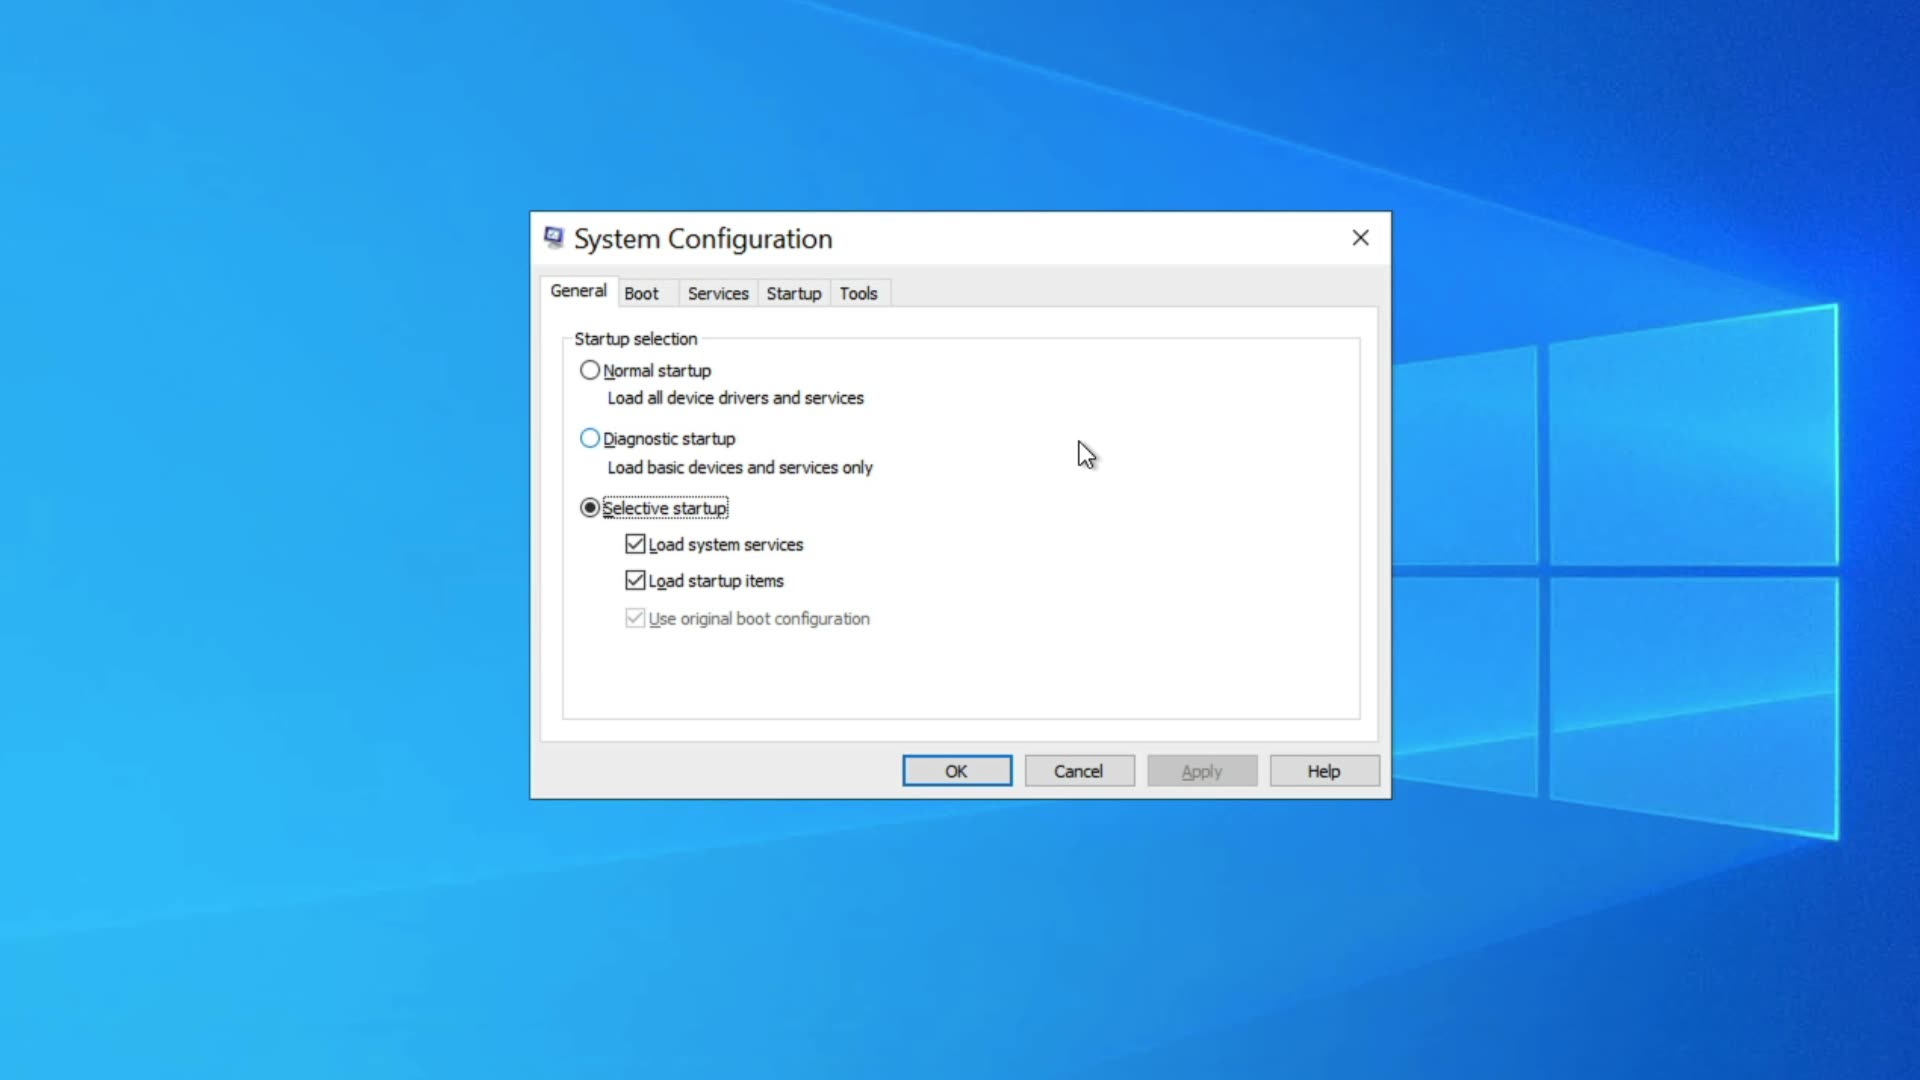 System Configuration
General Boot Services Startup Tools
Startup selection
Normal startup
Load all device drivers and services
Diagnostic startup
Load basic devices and services only
Selective startup
Load system services
Load startup items
Use original boot configuration
OK Cancel Apply Help